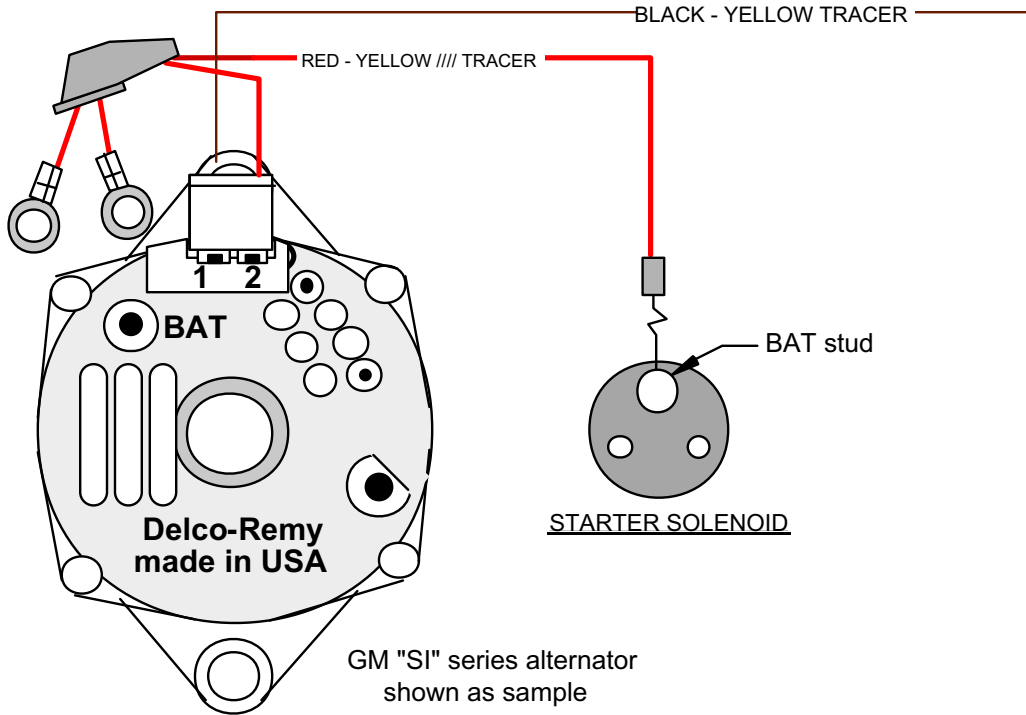 BLACK - YELLOW TRACER
RED - YELLOW //// TRACER
1 2
BAT
BAT stud
Delco-Remy
made in USA
STARTER SOLENOID
GM "SI" series alternator
shown as sample